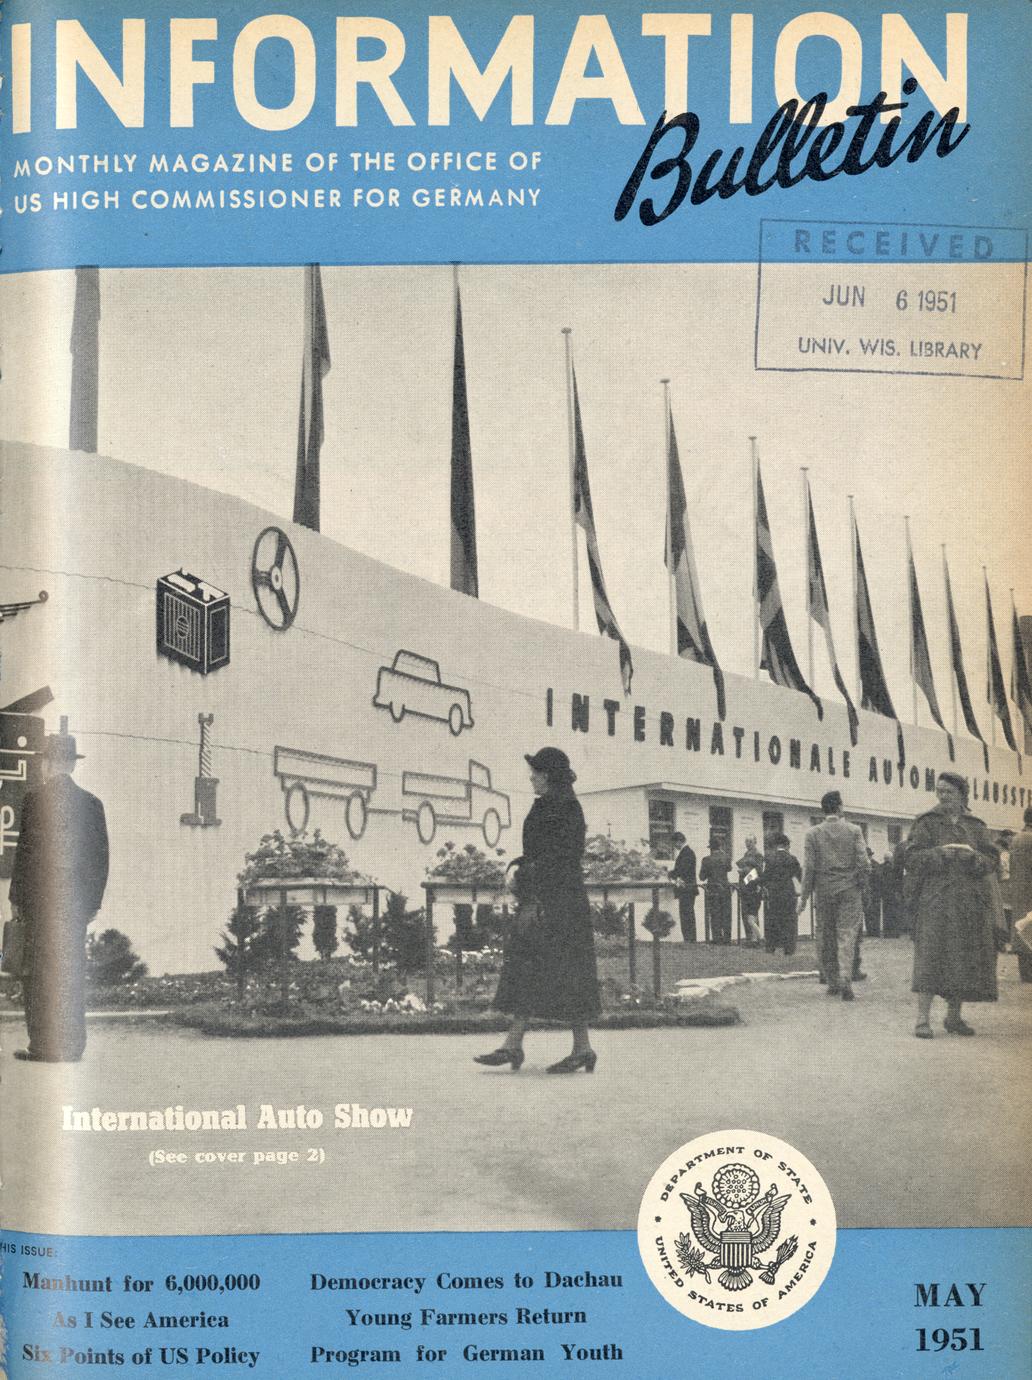 INFORMATION
Bulletin
MONTHLY MAGAZINE OF THE OFFICE OF
US HIGH COMMISSIONER FOR GERMANY
RECEIVED
JUN 6 1951
UNIV. WIS. LIBRARY
INTERNATIONALE AUTOM
LAUSSTE
International Auto Show
(See cover page 2)
DEPARTMENT OF STATE
UNITED STATES OF AMERICA
HIS ISSUE:
Manhunt for 6,000,000
As I See America
Six Points of US Policy
Democracy Comes to Dachau
Young Farmers Return
Program for German Youth
MAY
1951